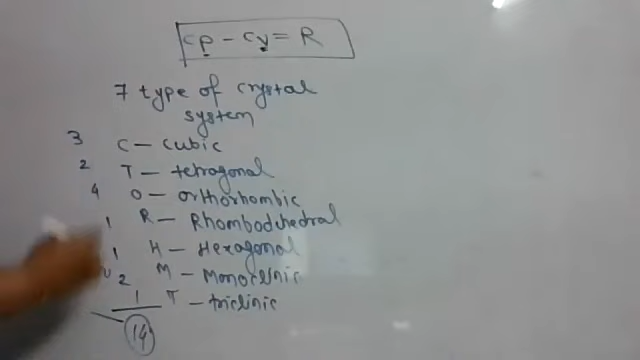 Cp - Cv = R
7 type of crystal
system
3 C - Cubic
2 T - tetragonal
4 O - orthorhombic
1 R - Rhombodehedral
1 H - Hexagonal
2 M - Monoclinic
1 T - triclinic
14